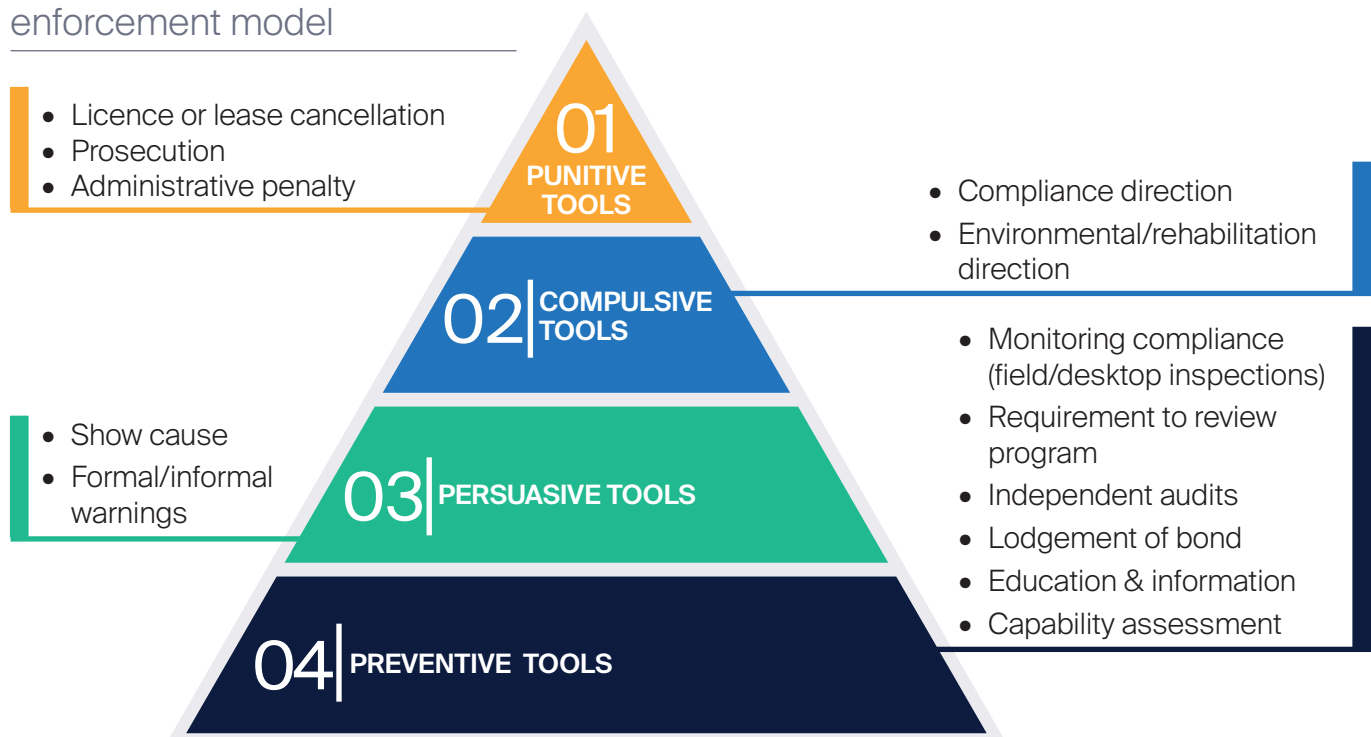 enforcement model
• Licence or lease cancellation
• Prosecution
• Administrative penalty
01
PUNITIVE
TOOLS
• Compliance direction
• Environmental/rehabilitation
direction
02
COMPULSIVE
TOOLS
• Monitoring compliance
(field/desktop inspections)
• Requirement to review
program
• Independent audits
• Lodgement of bond
• Education & information
• Capability assessment
• Show cause
• Formal/informal
warnings
03
PERSUASIVE TOOLS
04
PREVENTIVE TOOLS